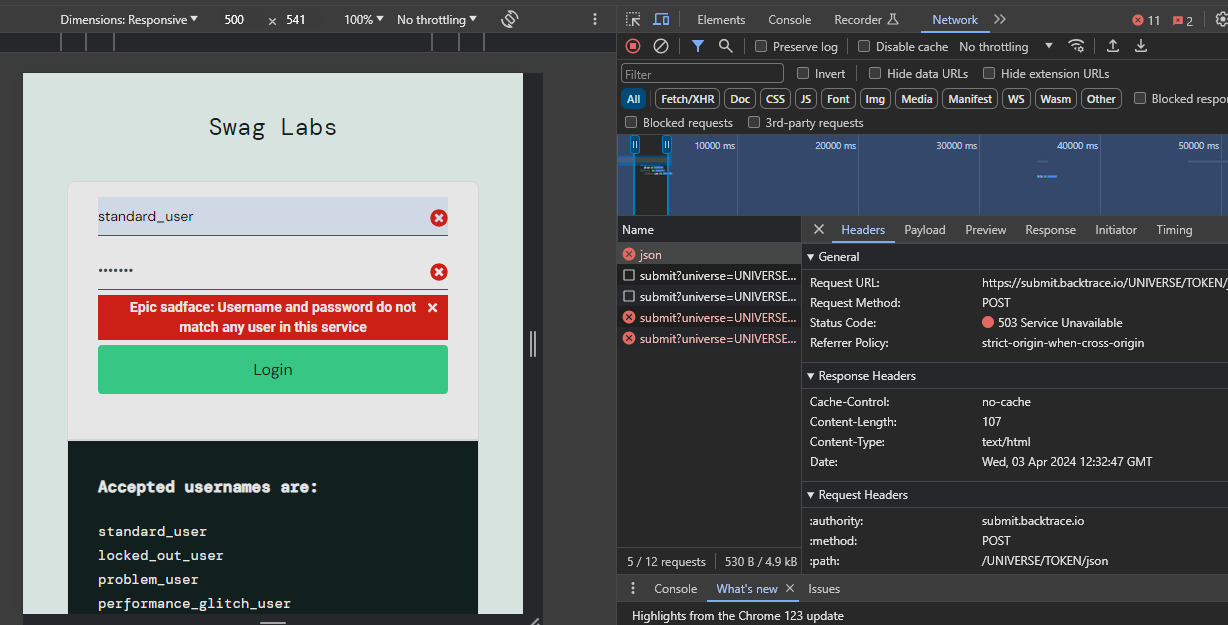 Dimensions: Responsive 500 × 541 100% No throttling
Swag Labs
standard_user
•••••••
Epic sadface: Username and password do not
match any user in this service
Login
Accepted usernames are:
standard_user
locked_out_user
problem_user
performance_glitch_user
Elements Console Recorder Network 11 2
Preserve log Disable cache No throttling
Filter Invert Hide data URLs Hide extension URLs
All Fetch/XHR Doc CSS JS Font Img Media Manifest WS Wasm Other Blocked respon
Blocked requests 3rd-party requests
10000 ms 20000 ms 30000 ms 40000 ms 50000 ms
Name
json
submit?universe=UNIVERSE...
submit?universe=UNIVERSE...
submit?universe=UNIVERSE...
submit?universe=UNIVERSE...
5 / 12 requests 530 B / 4.9 kB
Headers Payload Preview Response Initiator Timing
General
Request URL: https://submit.backtrace.io/UNIVERSE/TOKEN/
Request Method: POST
Status Code: 503 Service Unavailable
Referrer Policy: strict-origin-when-cross-origin
Response Headers
Cache-Control: no-cache
Content-Length: 107
Content-Type: text/html
Date: Wed, 03 Apr 2024 12:32:47 GMT
Request Headers
:authority: submit.backtrace.io
:method: POST
:path: /UNIVERSE/TOKEN/json
Console What's new Issues
Highlights from the Chrome 123 update